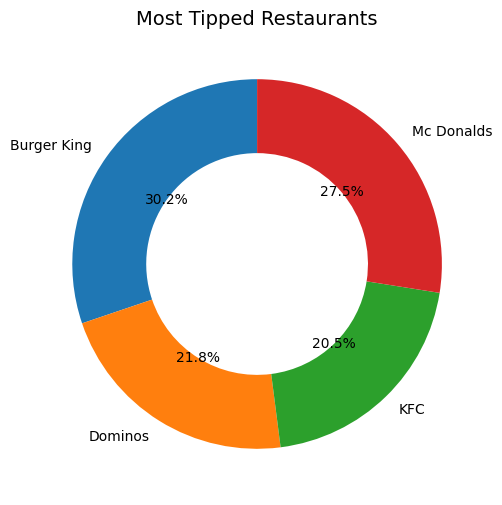 Most Tipped Restaurants
Mc Donalds
Burger King
27.5%
30.2%
20.5%
21.8%
KFC
Dominos